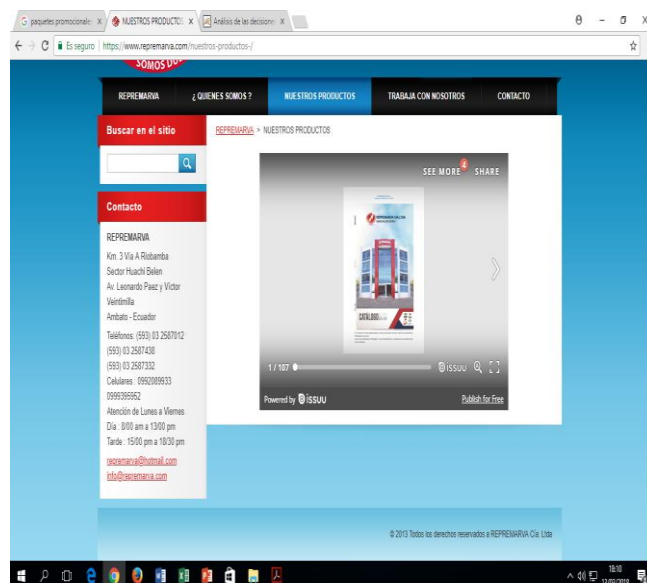 paquetes promocionale
NUESTROS PRODUCTO
Análisis de las decisione
Es seguro
https://www.repremarva.com/nuestros-productos-/
SOMOS
REPREMARVA
¿ QUIENES SOMOS ?
NUESTROS PRODUCTOS
TRABAJA CON NOSOTROS
CONTACTO
Buscar en el sitio
REPREMARVA > NUESTROS PRODUCTOS
SEE MORE 4 SHARE
CATÁLOGO
1 / 107
issuu
Powered by issuu
Publish for Free
Contacto
REPREMARVA
Km. 3 Vía A Riobamba
Sector Huachi Belen
Av. Leonardo Paez y Victor
Veintimilla
Ambato - Ecuador
Teléfonos: (593) 03 2587012
(593) 03 2587438
(593) 03 2587332
Celulares : 0992089933
Atención de Lunes a Viernes
Día : 8/00 am a 13/00 pm
Tarde : 15/00 pm a 18/30 pm
repremarva@hotmail.com
info@repremarva.com
© 2013 Todos los derechos reservados a REPREMARVA Cía. Ltda
18:10